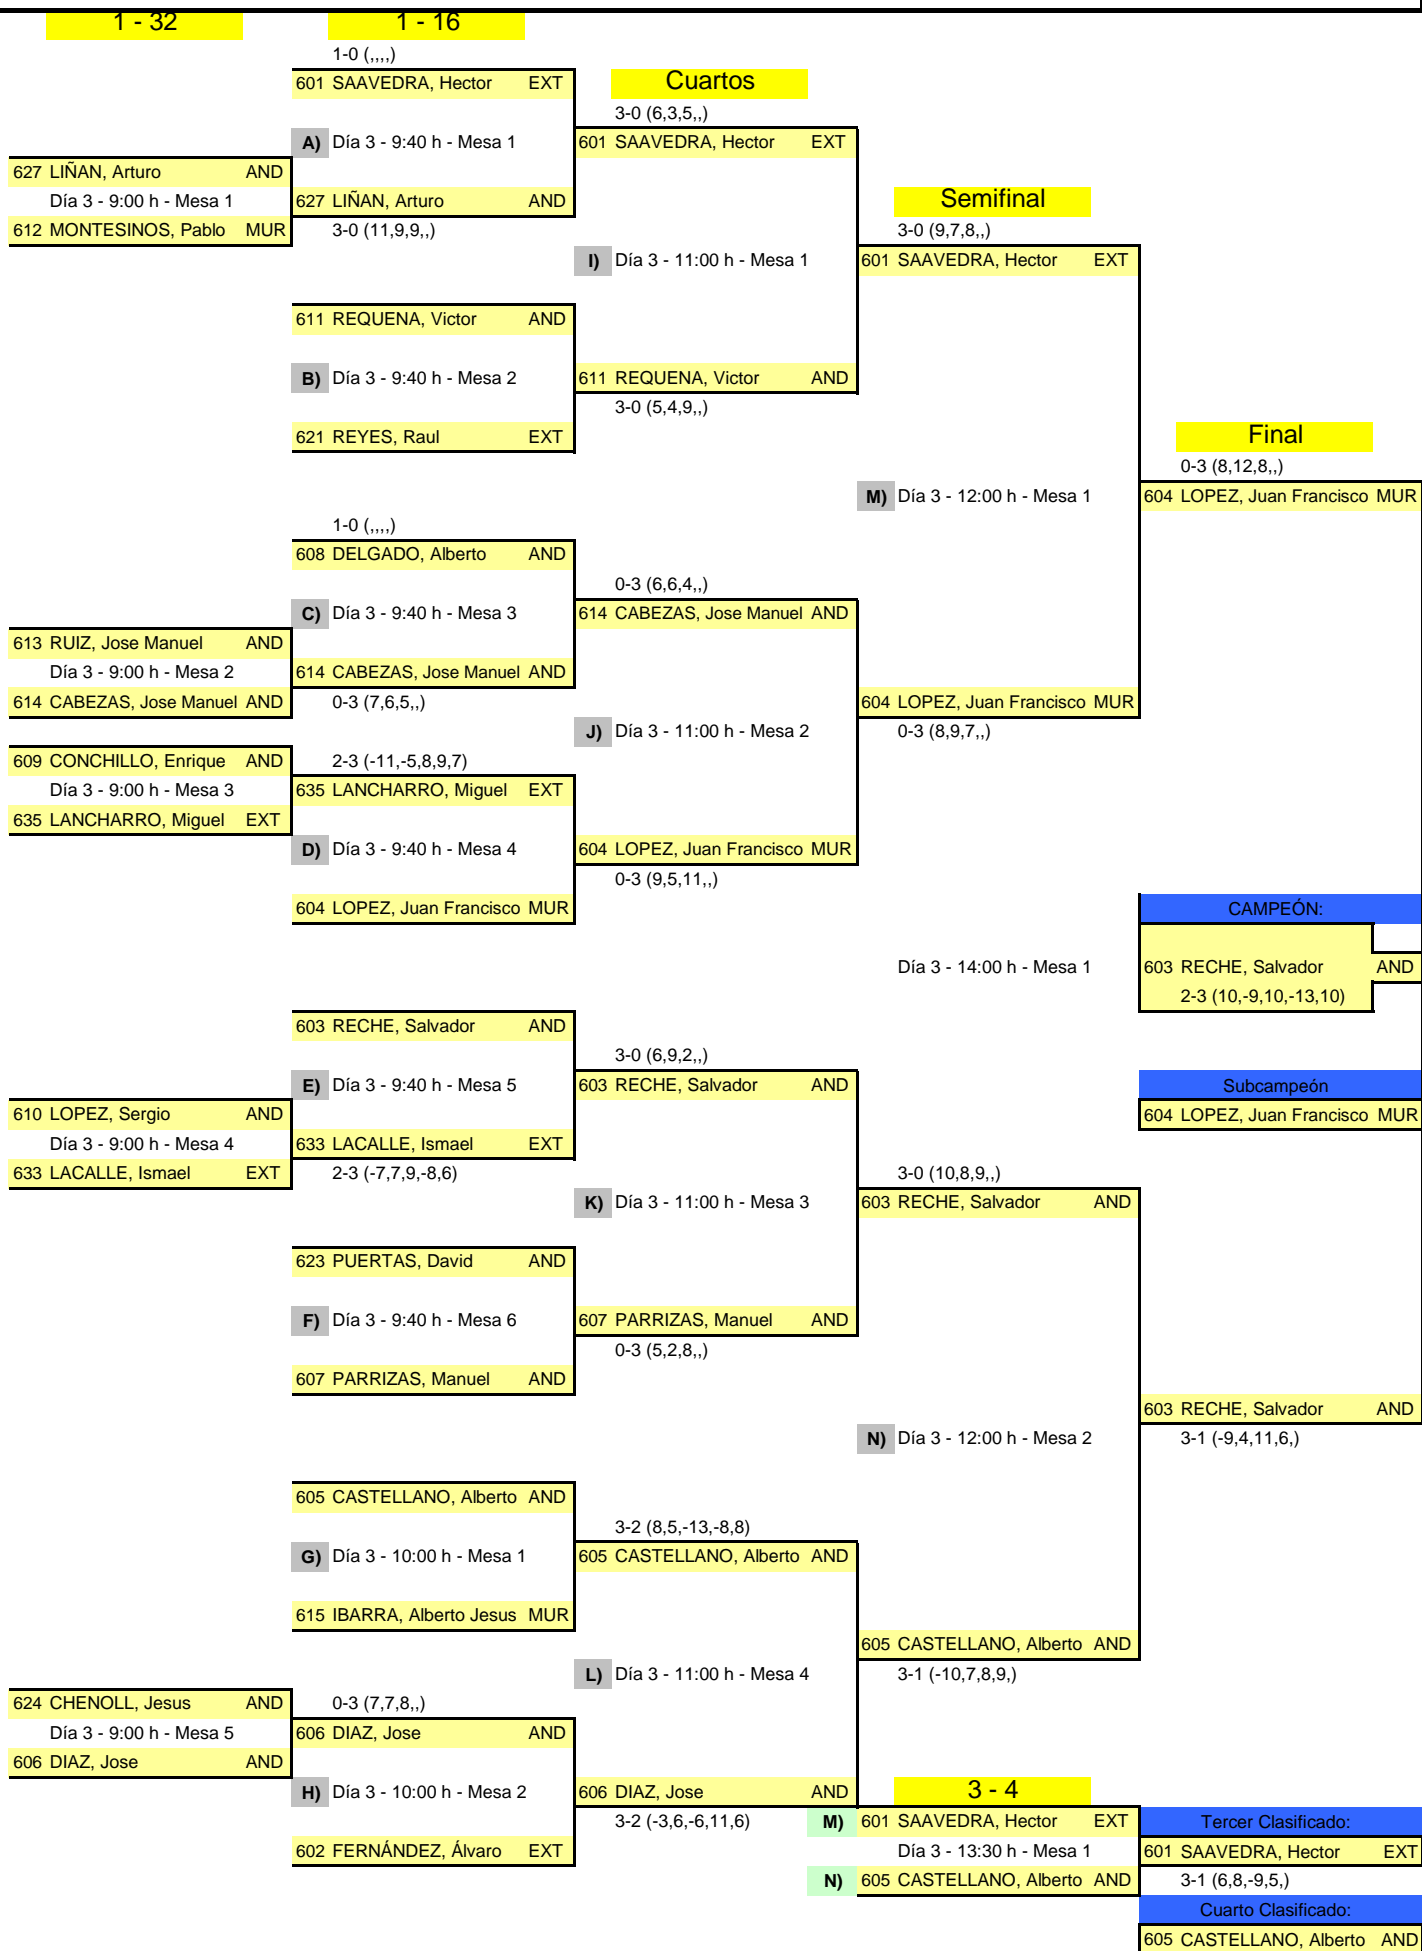 1 - 32 1 - 16
1-0 (,,,,)
601 SAAVEDRA, Hector EXT Cuartos
3-0 (6,3,5,,)
A) Día 3 - 9:40 h - Mesa 1 601 SAAVEDRA, Hector EXT
627 LIÑAN, Arturo AND
Día 3 - 9:00 h - Mesa 1 627 LIÑAN, Arturo AND Semifinal
612 MONTESINOS, Pablo MUR 3-0 (11,9,9,,) 3-0 (9,7,8,,)
I) Día 3 - 11:00 h - Mesa 1 601 SAAVEDRA, Hector EXT
611 REQUENA, Victor AND
B) Día 3 - 9:40 h - Mesa 2 611 REQUENA, Victor AND
3-0 (5,4,9,,)
621 REYES, Raul EXT Final
0-3 (8,12,8,,)
M) Día 3 - 12:00 h - Mesa 1 604 LOPEZ, Juan Francisco MUR
1-0 (,,,,)
608 DELGADO, Alberto AND
0-3 (6,6,4,,)
C) Día 3 - 9:40 h - Mesa 3 614 CABEZAS, Jose Manuel AND
613 RUIZ, Jose Manuel AND
Día 3 - 9:00 h - Mesa 2 614 CABEZAS, Jose Manuel AND
614 CABEZAS, Jose Manuel AND 0-3 (7,6,5,,) 604 LOPEZ, Juan Francisco MUR
J) Día 3 - 11:00 h - Mesa 2 0-3 (8,9,7,,)
609 CONCHILLO, Enrique AND 2-3 (-11,-5,8,9,7)
Día 3 - 9:00 h - Mesa 3 635 LANCHARRO, Miguel EXT
635 LANCHARRO, Miguel EXT
D) Día 3 - 9:40 h - Mesa 4 604 LOPEZ, Juan Francisco MUR
0-3 (9,5,11,,)
604 LOPEZ, Juan Francisco MUR CAMPEÓN:
Día 3 - 14:00 h - Mesa 1 603 RECHE, Salvador AND
2-3 (10,-9,10,-13,10)
603 RECHE, Salvador AND
3-0 (6,9,2,,)
E) Día 3 - 9:40 h - Mesa 5 603 RECHE, Salvador AND Subcampeón
610 LOPEZ, Sergio AND 604 LOPEZ, Juan Francisco MUR
Día 3 - 9:00 h - Mesa 4 633 LACALLE, Ismael EXT
633 LACALLE, Ismael EXT 2-3 (-7,7,9,-8,6) 3-0 (10,8,9,,)
K) Día 3 - 11:00 h - Mesa 3 603 RECHE, Salvador AND
623 PUERTAS, David AND
F) Día 3 - 9:40 h - Mesa 6 607 PARRIZAS, Manuel AND
0-3 (5,2,8,,)
607 PARRIZAS, Manuel AND
603 RECHE, Salvador AND
N) Día 3 - 12:00 h - Mesa 2 3-1 (-9,4,11,6,)
605 CASTELLANO, Alberto AND
3-2 (8,5,-13,-8,8)
G) Día 3 - 10:00 h - Mesa 1 605 CASTELLANO, Alberto AND
615 IBARRA, Alberto Jesus MUR
605 CASTELLANO, Alberto AND
L) Día 3 - 11:00 h - Mesa 4 3-1 (-10,7,8,9,)
624 CHENOLL, Jesus AND 0-3 (7,7,8,,)
Día 3 - 9:00 h - Mesa 5 606 DIAZ, Jose AND
606 DIAZ, Jose AND
H) Día 3 - 10:00 h - Mesa 2 606 DIAZ, Jose AND 3 - 4
3-2 (-3,6,-6,11,6) M) 601 SAAVEDRA, Hector EXT Tercer Clasificado:
602 FERNÁNDEZ, Álvaro EXT Día 3 - 13:30 h - Mesa 1 601 SAAVEDRA, Hector EXT
N) 605 CASTELLANO, Alberto AND 3-1 (6,8,-9,5,)
Cuarto Clasificado:
605 CASTELLANO, Alberto AND